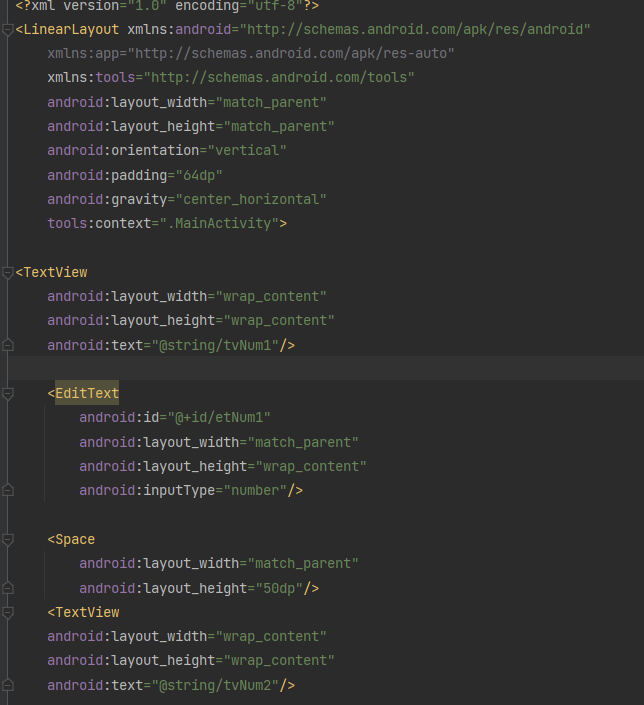 <?xml version="1.0" encoding="utf-8"?>
<LinearLayout xmlns:android="http://schemas.android.com/apk/res/android"
    xmlns:app="http://schemas.android.com/apk/res-auto"
    xmlns:tools="http://schemas.android.com/tools"
    android:layout_width="match_parent"
    android:layout_height="match_parent"
    android:orientation="vertical"
    android:padding="64dp"
    android:gravity="center_horizontal"
    tools:context=".MainActivity">

<TextView
    android:layout_width="wrap_content"
    android:layout_height="wrap_content"
    android:text="@string/tvNum1"/>

    <EditText
        android:id="@+id/etNum1"
        android:layout_width="match_parent"
        android:layout_height="wrap_content"
        android:inputType="number"/>

    <Space
        android:layout_width="match_parent"
        android:layout_height="50dp"/>
    <TextView
    android:layout_width="wrap_content"
    android:layout_height="wrap_content"
    android:text="@string/tvNum2"/>